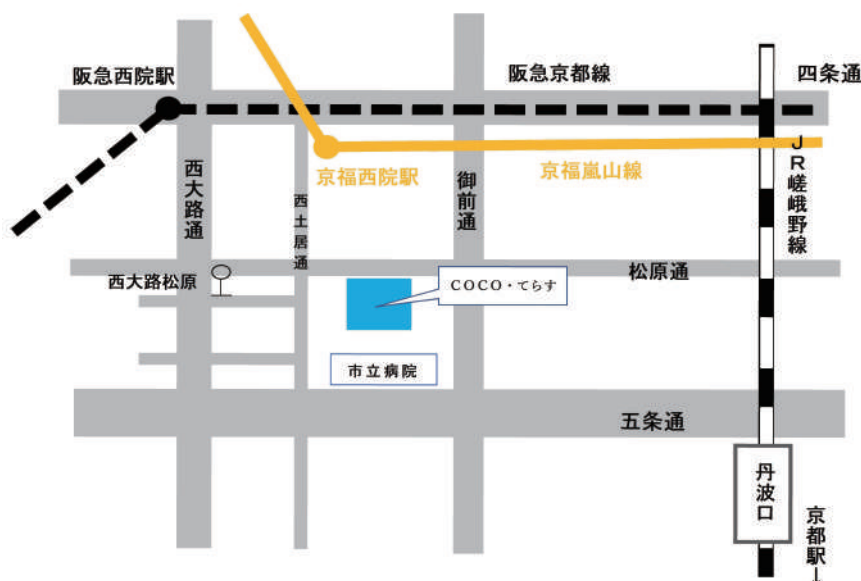 阪急西院駅
阪急京都線
四条通
京福西院駅
京福嵐山線
JR嵯峨野線
西大路通
西土居通
御前通
西大路松原
松原通
COCO・てらす
市立病院
五条通
丹波口
京都駅→